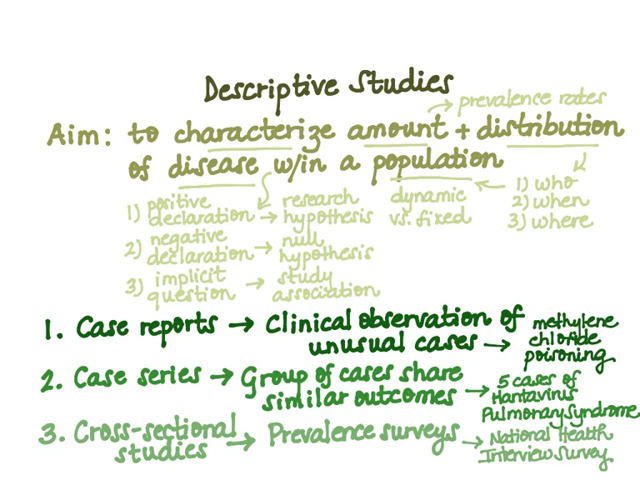 Descriptive Studies
→ prevalence rates
Aim: to characterize amount + distribution
of disease w/in a population
1) positive declaration → research hypothesis
2) negative declaration → null hypothesis
3) implicit question → study association
dynamic
vs. fixed
1) who
2) when
3) where
1. Case reports → Clinical observation of
unusual cases → methylene
chloride
poisoning
2. Case series → Group of cases share
similar outcomes → 5 cases of
Hantavirus
Pulmonary Syndrome
3. Cross-sectional
studies → Prevalence surveys → National Health
Interview Survey